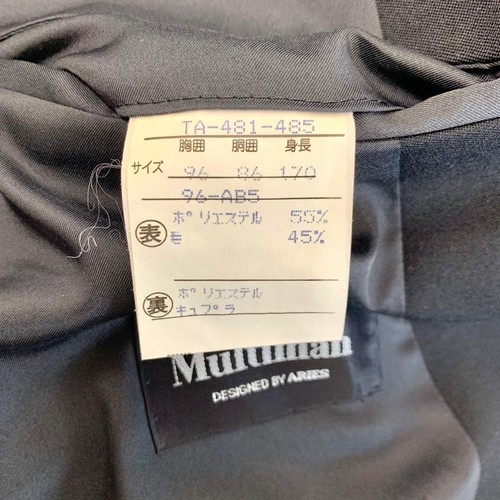 TA-481-485
胸囲 胴囲 身長
サイズ 96 86 170
96-AB5
表 ポリエステル 55%
毛 45%
裏 ポリエステル
キュプラ
Multiman
DESIGNED BY ARIES